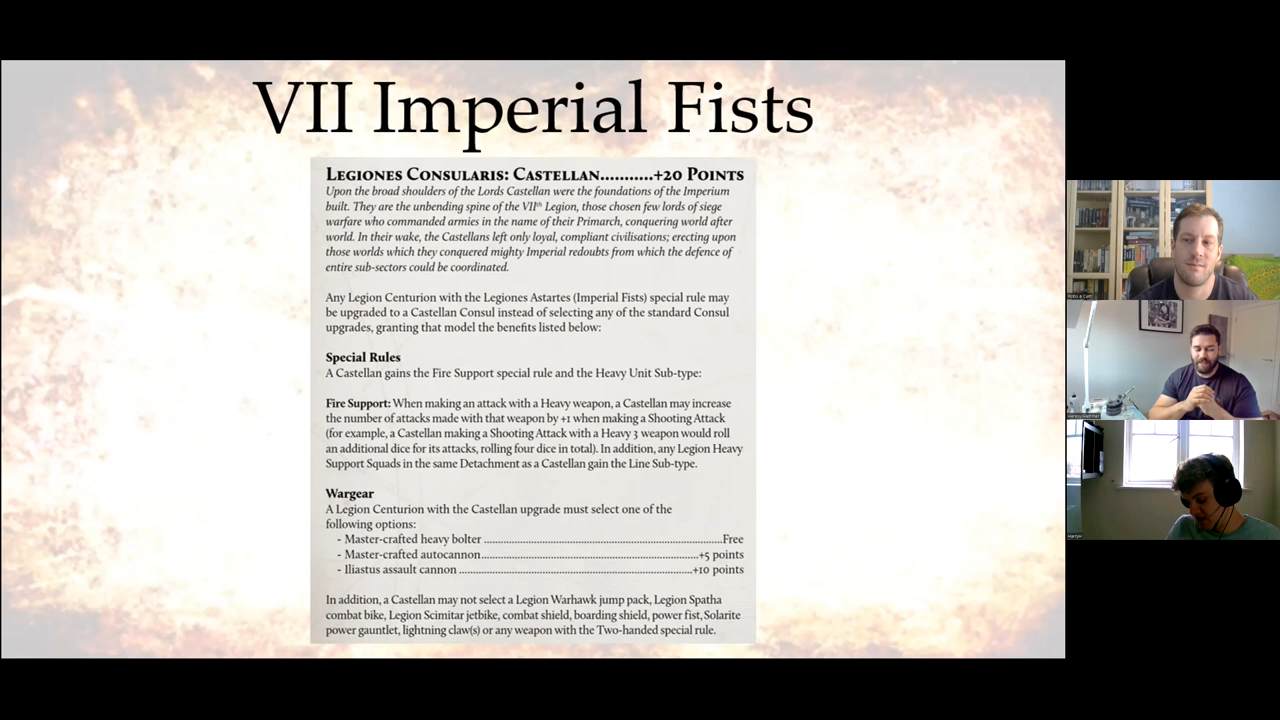 VII Imperial Fists
Legiones Consularis: Castellan...........+20 Points
Upon the broad shoulders of the Lords Castellan were the foundations of the Imperium
built. They are the unbending spine of the VIIth Legion, those chosen few lords of siege
warfare who commanded armies in the name of their Primarch, conquering world after
world. In their wake, the Castellans left only loyal, compliant civilisations; erecting upon
those worlds which they conquered mighty Imperial redoubts from which the defence of
entire sub-sectors could be coordinated.
Any Legion Centurion with the Legiones Astartes (Imperial Fists) special rule may
be upgraded to a Castellan Consul instead of selecting any of the standard Consul
upgrades, granting that model the benefits listed below:
Special Rules
A Castellan gains the Fire Support special rule and the Heavy Unit Sub-type:
Fire Support: When making an attack with a Heavy weapon, a Castellan may increase
the number of attacks made with that weapon by +1 when making a Shooting Attack
(for example, a Castellan making a Shooting Attack with a Heavy 3 weapon would roll
an additional dice for its attacks, rolling four dice in total). In addition, any Legion Heavy
Support Squads in the same Detachment as a Castellan gain the Line Sub-type.
Wargear
A Legion Centurion with the Castellan upgrade must select one of the
following options:
- Master-crafted heavy bolter ................................................................................Free
- Master-crafted autocannon.........................................................................+5 points
- Iliastus assault cannon ..............................................................................+10 points
In addition, a Castellan may not select a Legion Warhawk jump pack, Legion Spatha
combat bike, Legion Scimitar jetbike, combat shield, boarding shield, power fist, Solarite
power gauntlet, lightning claw(s) or any weapon with the Two-handed special rule.